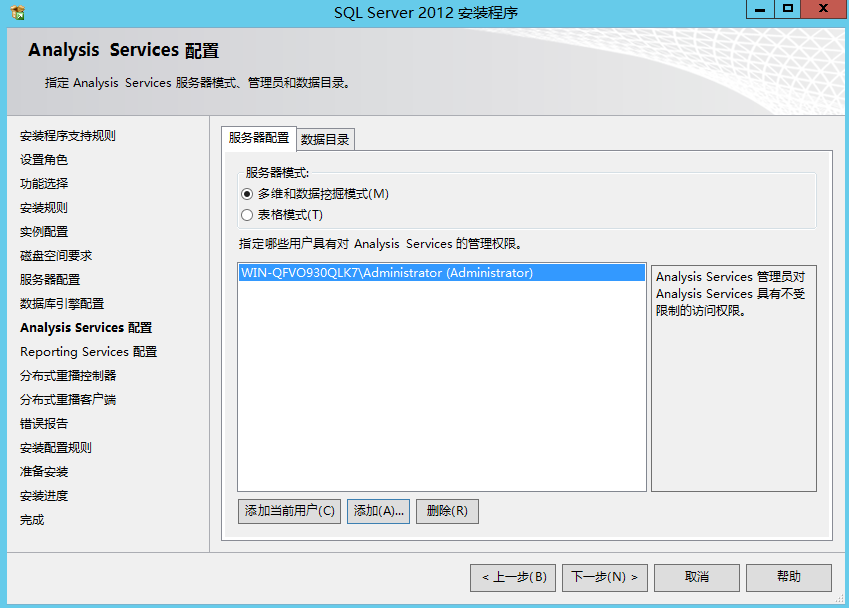 SQL Server 2012 安装程序
Analysis Services 配置
指定 Analysis Services 服务器模式、管理员和数据目录。
安装程序支持规则
设置角色
功能选择
安装规则
实例配置
磁盘空间要求
服务器配置
数据库引擎配置
Analysis Services 配置
Reporting Services 配置
分布式重播控制器
分布式重播客户端
错误报告
安装配置规则
准备安装
安装进度
完成
服务器配置 数据目录
服务器模式:
多维和数据挖掘模式(M)
表格模式(T)
指定哪些用户具有对 Analysis Services 的管理权限。
WIN-QFVO930QLK7\Administrator (Administrator)
Analysis Services 管理员对
Analysis Services 具有不受
限制的访问权限。
添加当前用户(C) 添加(A)... 删除(R)
< 上一步(B) 下一步(N) > 取消 帮助